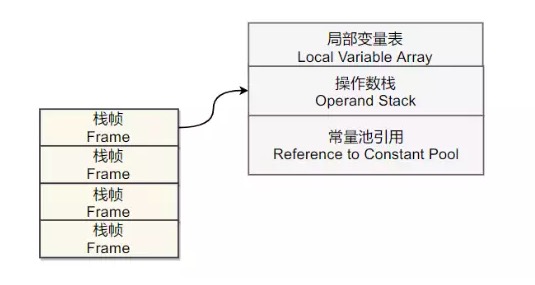 局部变量表
Local Variable Array
操作数栈
Operand Stack
常量池引用
Reference to Constant Pool
栈帧
Frame
栈帧
Frame
栈帧
Frame
栈帧
Frame